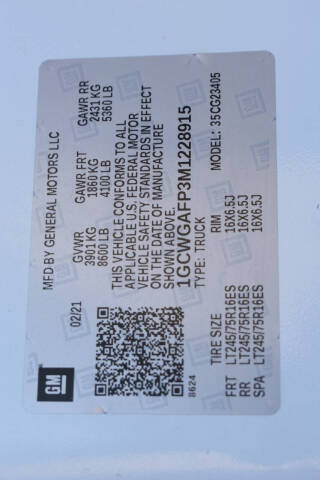 MFD BY GENERAL MOTORS LLC
02/21
GVWR GAWR FRT GAWR RR
3901 KG 1860 KG 2431 KG
8600 LB 4100 LB 5360 LB
THIS VEHICLE CONFORMS TO ALL
APPLICABLE U.S. FEDERAL MOTOR
VEHICLE SAFETY STANDARDS IN EFFECT
ON THE DATE OF MANUFACTURE
SHOWN ABOVE.
1GCWGAFP3M1228915
TYPE: TRUCK MODEL: 35CG23405
GM
8624
TIRE SIZE RIM
FRT LT245/75R16ES 16X6.5J
RR LT245/75R16ES 16X6.5J
SPA LT245/75R16ES 16X6.5J